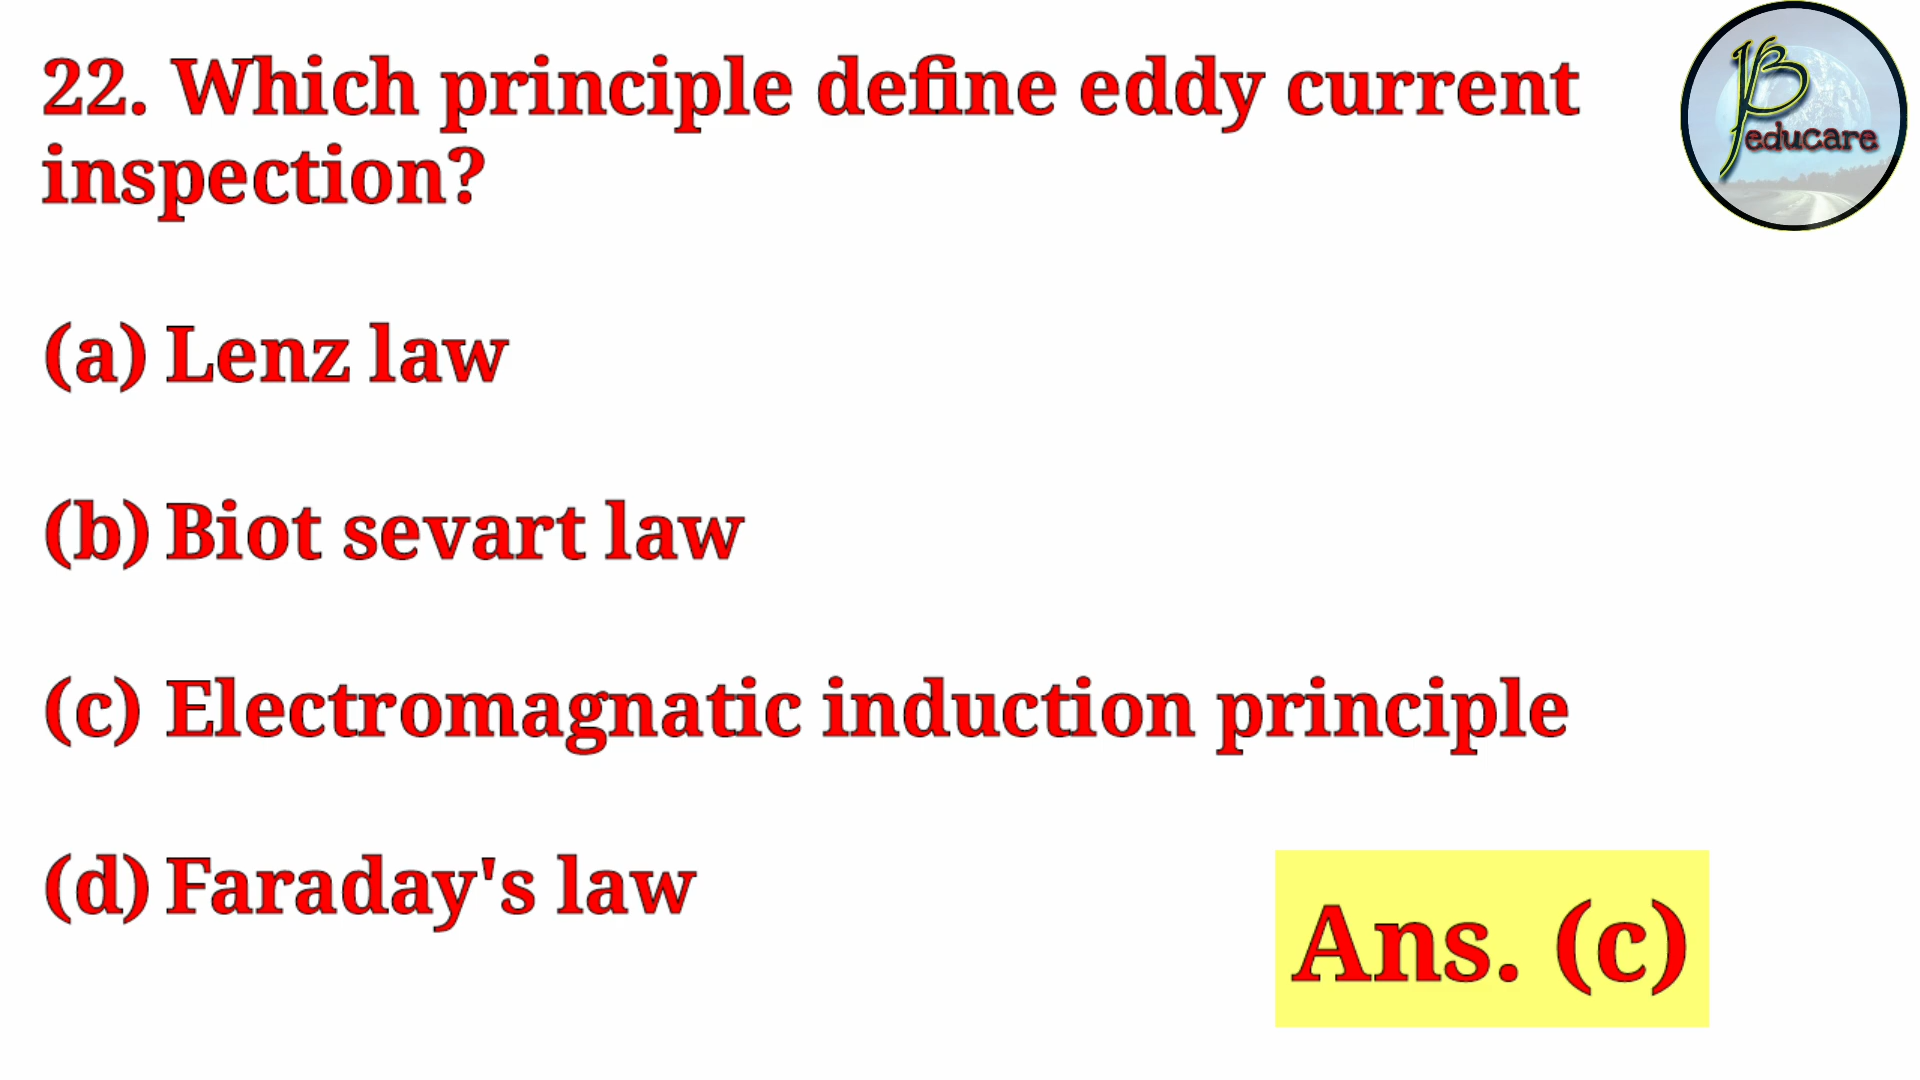 22. Which principle define eddy current
inspection?
(a) Lenz law
(b) Biot sevart law
(c) Electromagnatic induction principle
(d) Faraday's law
Ans. (c)
educare